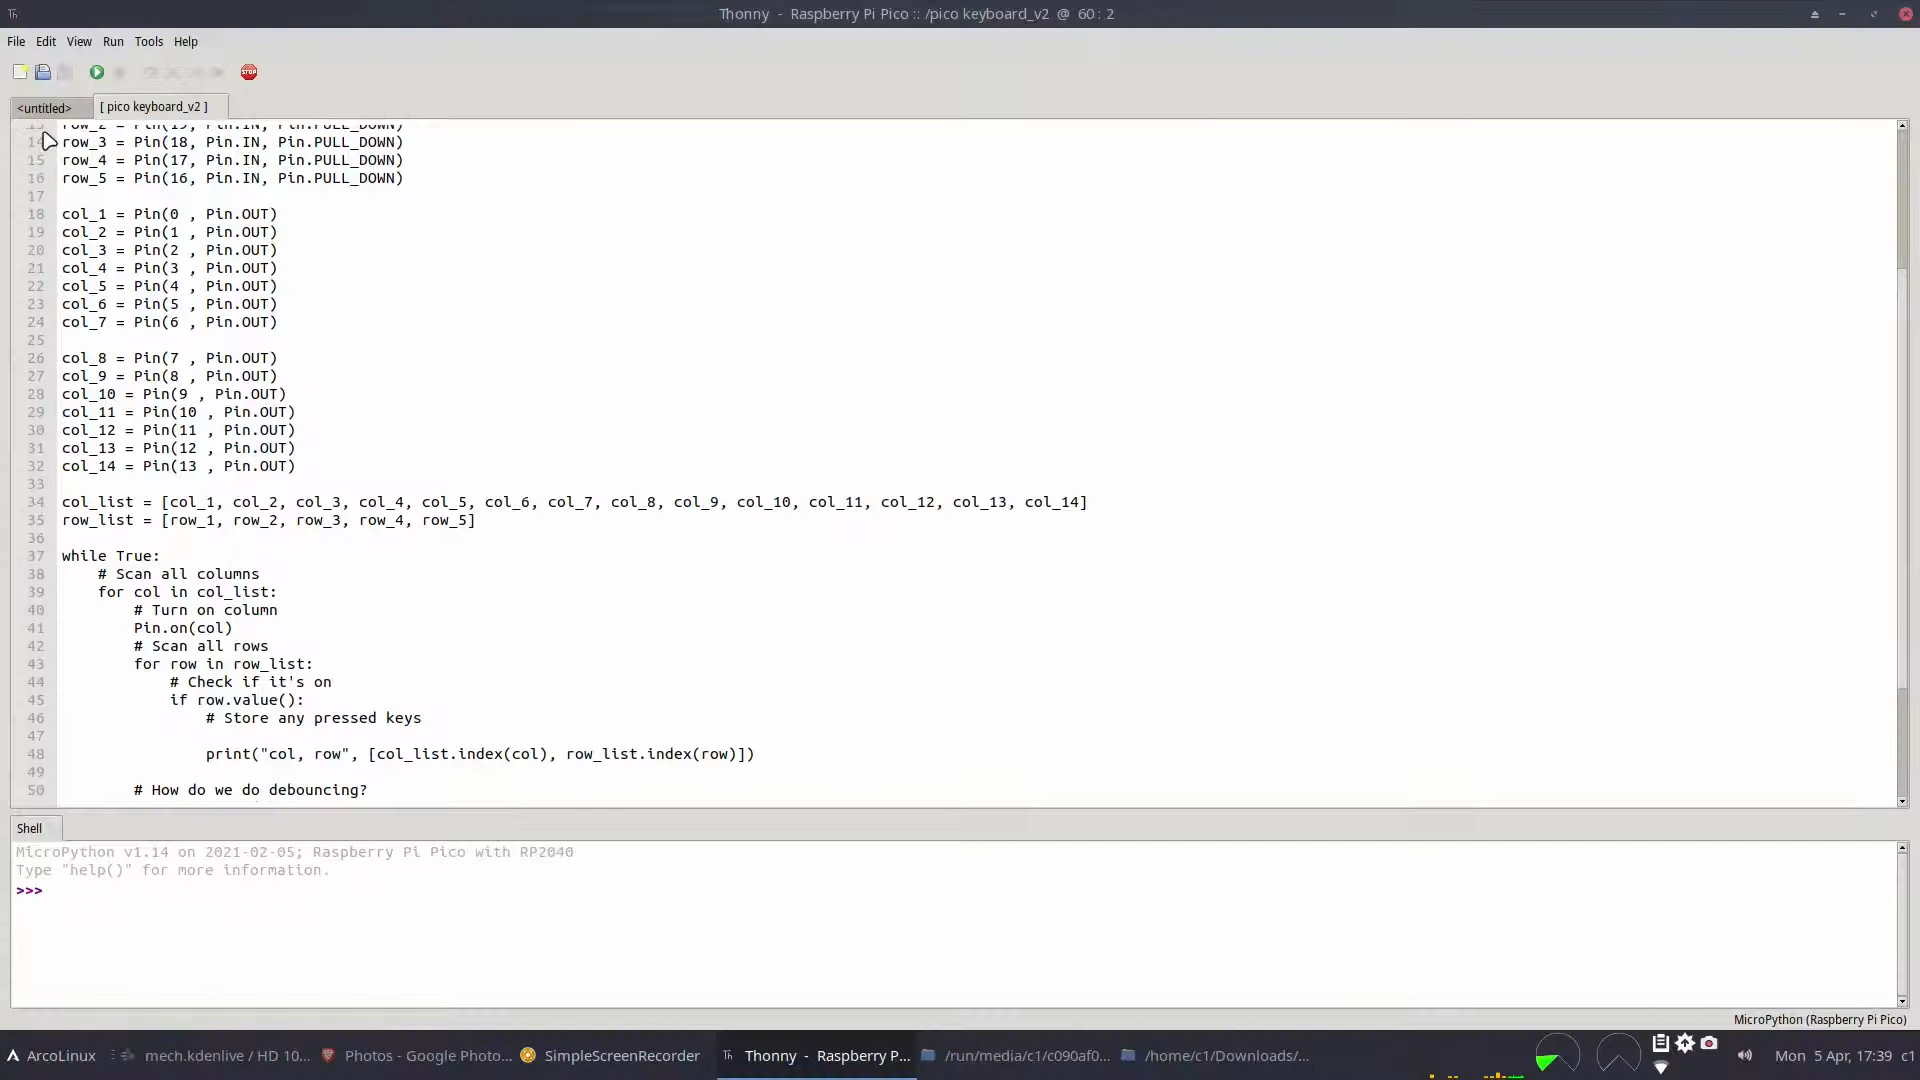 Thonny - Raspberry Pi Pico :: /pico keyboard_v2 @ 60 : 2
File Edit View Run Tools Help
STOP
<untitled> [ pico keyboard_v2 ]
13 row_2 = Pin(19, Pin.IN, Pin.PULL_DOWN)
14 row_3 = Pin(18, Pin.IN, Pin.PULL_DOWN)
15 row_4 = Pin(17, Pin.IN, Pin.PULL_DOWN)
16 row_5 = Pin(16, Pin.IN, Pin.PULL_DOWN)
17
18 col_1 = Pin(0 , Pin.OUT)
19 col_2 = Pin(1 , Pin.OUT)
20 col_3 = Pin(2 , Pin.OUT)
21 col_4 = Pin(3 , Pin.OUT)
22 col_5 = Pin(4 , Pin.OUT)
23 col_6 = Pin(5 , Pin.OUT)
24 col_7 = Pin(6 , Pin.OUT)
25
26 col_8 = Pin(7 , Pin.OUT)
27 col_9 = Pin(8 , Pin.OUT)
28 col_10 = Pin(9 , Pin.OUT)
29 col_11 = Pin(10 , Pin.OUT)
30 col_12 = Pin(11 , Pin.OUT)
31 col_13 = Pin(12 , Pin.OUT)
32 col_14 = Pin(13 , Pin.OUT)
33
34 col_list = [col_1, col_2, col_3, col_4, col_5, col_6, col_7, col_8, col_9, col_10, col_11, col_12, col_13, col_14]
35 row_list = [row_1, row_2, row_3, row_4, row_5]
36
37 while True:
38     # Scan all columns
39     for col in col_list:
40         # Turn on column
41         Pin.on(col)
42         # Scan all rows
43         for row in row_list:
44             # Check if it's on
45             if row.value():
46                 # Store any pressed keys
47
48                 print("col, row", [col_list.index(col), row_list.index(row)])
49
50         # How do we do debouncing?
Shell
MicroPython v1.14 on 2021-02-05; Raspberry Pi Pico with RP2040
Type "help()" for more information.
>>>
MicroPython (Raspberry Pi Pico)
ArcoLinux mech.kdenlive / HD 10... Photos - Google Photo... SimpleScreenRecorder Th Thonny - Raspberry P... /run/media/c1/c090af0... /home/c1/Downloads/... Mon 5 Apr, 17:39 c1